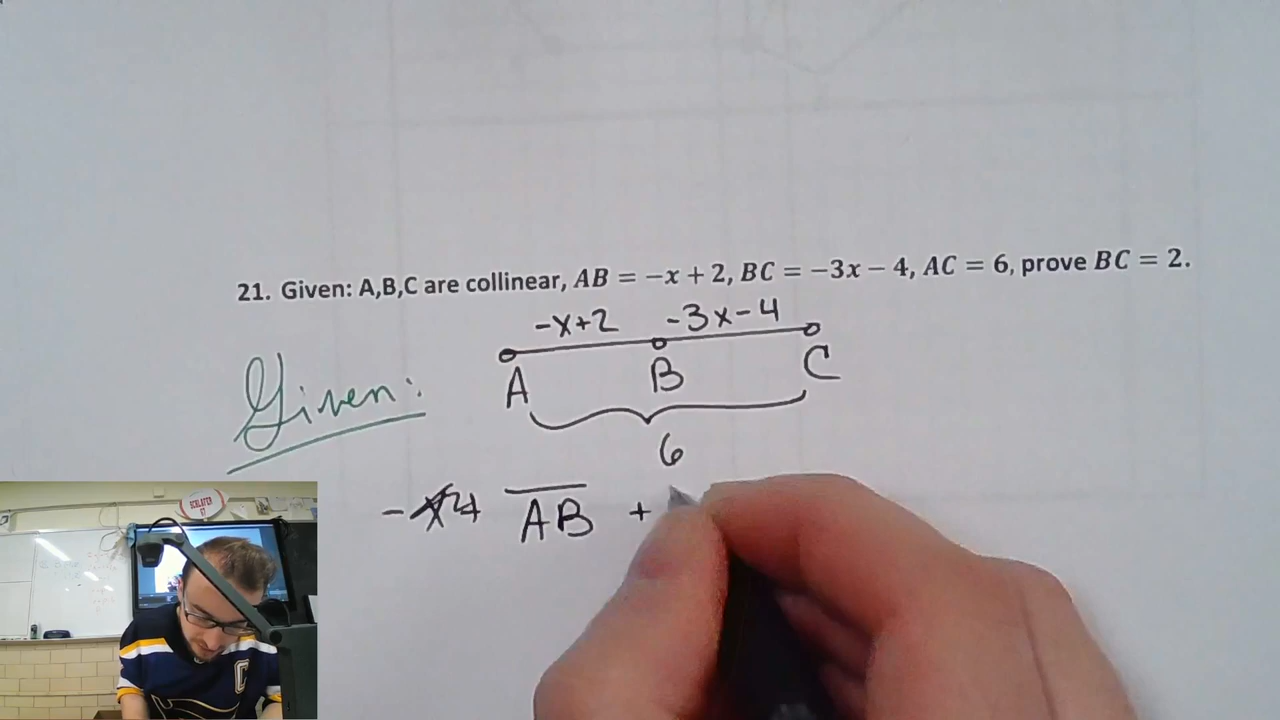 21. Given: A,B,C are collinear, AB = −x + 2, BC = −3x − 4, AC = 6, prove BC = 2.
-x+2 -3x-4
Given:
A B C
6
AB +
SCELSTER
C